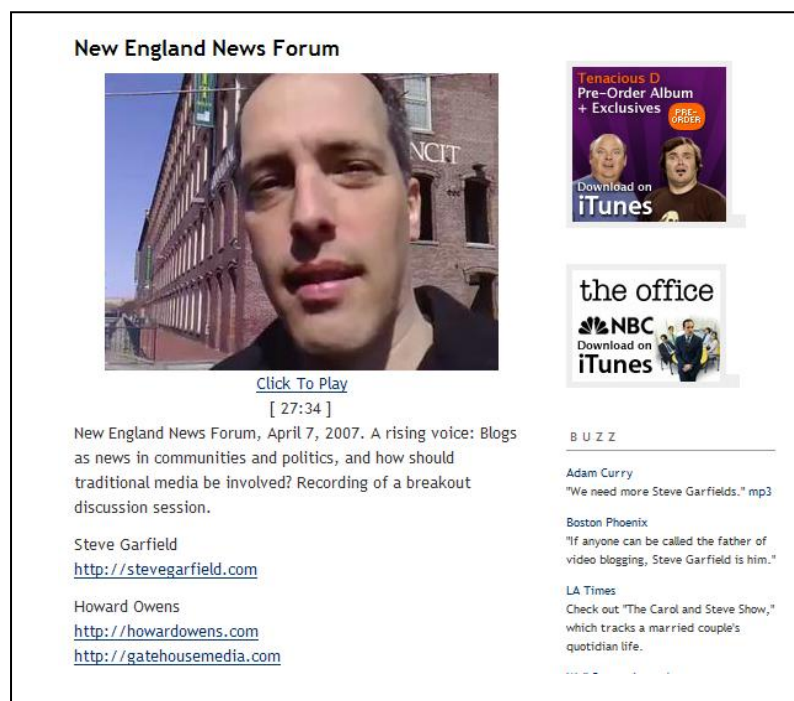 New England News Forum
NCIT
Click To Play
[ 27:34 ]
New England News Forum, April 7, 2007. A rising voice: Blogs
as news in communities and politics, and how should
traditional media be involved? Recording of a breakout
discussion session.
Steve Garfield
http://stevegarfield.com
Howard Owens
http://howardowens.com
http://gatehousemedia.com
Tenacious D
Pre-Order Album
+ Exclusives
PRE-
ORDER
Download on
iTunes
the office
NBC
Download on
iTunes
BUZZ
Adam Curry
"We need more Steve Garfields." mp3
Boston Phoenix
"If anyone can be called the father of
video blogging, Steve Garfield is him."
LA Times
Check out "The Carol and Steve Show,"
which tracks a married couple's
quotidian life.